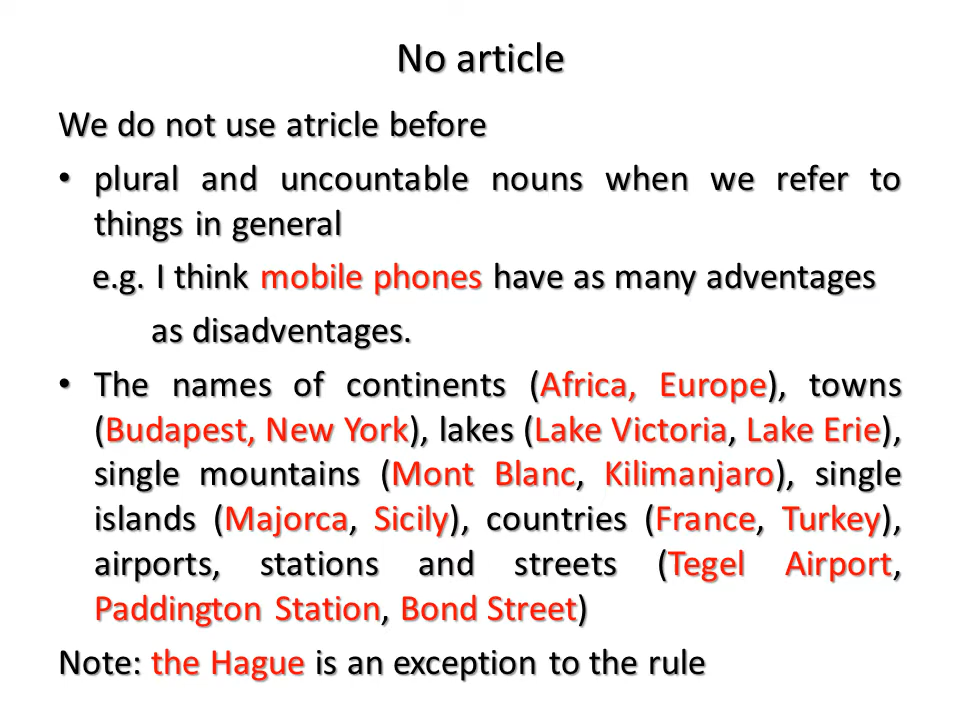 No article
We do not use atricle before
• plural and uncountable nouns when we refer to
things in general
e.g. I think mobile phones have as many adventages
as disadventages.
• The names of continents (Africa, Europe), towns
(Budapest, New York), lakes (Lake Victoria, Lake Erie),
single mountains (Mont Blanc, Kilimanjaro), single
islands (Majorca, Sicily), countries (France, Turkey),
airports, stations and streets (Tegel Airport,
Paddington Station, Bond Street)
Note: the Hague is an exception to the rule